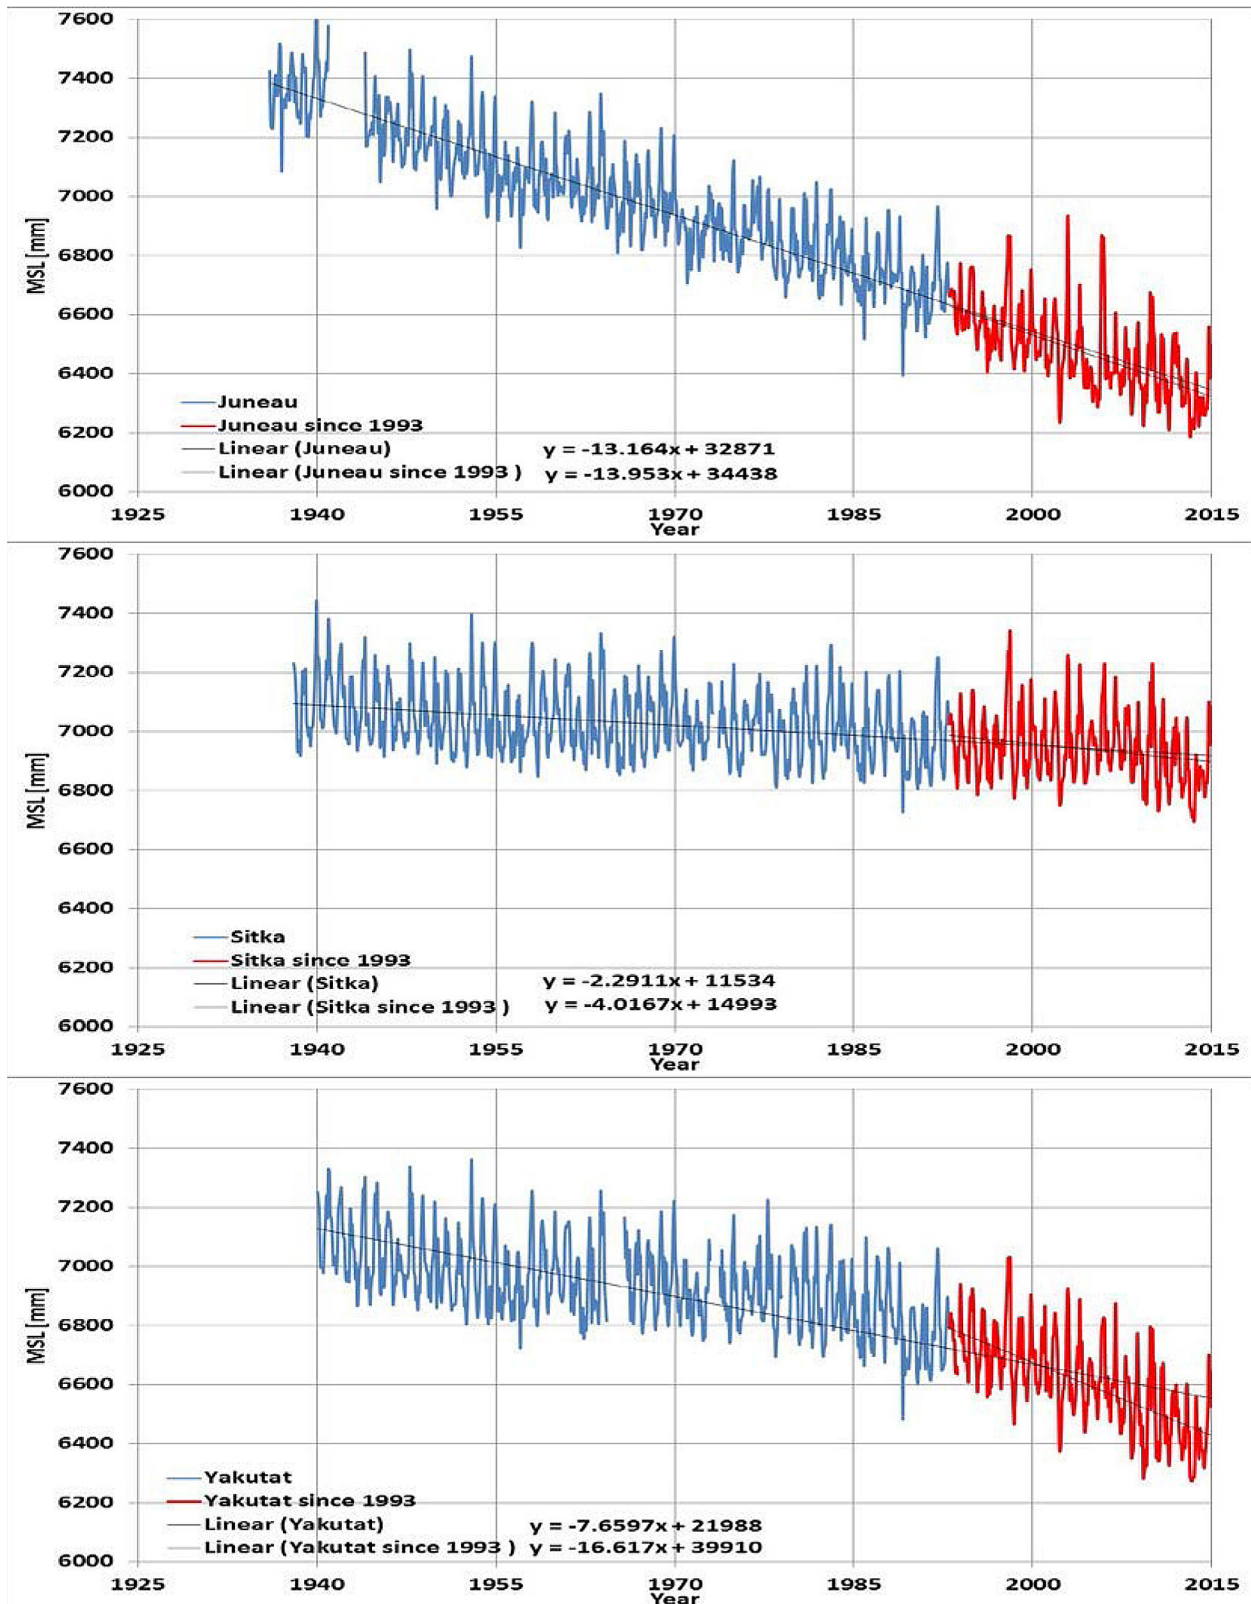 7600
7400
7200
7000
6800
6600
6400
6200
6000
MSL [mm]
Juneau
Juneau since 1993
Linear (Juneau) y = -13.164x + 32871
Linear (Juneau since 1993 ) y = -13.953x + 34438
1925 1940 1955 1970 1985 2000 2015
Year
7600
7400
7200
7000
6800
6600
6400
6200
6000
MSL [mm]
Sitka
Sitka since 1993
Linear (Sitka) y = -2.2911x + 11534
Linear (Sitka since 1993 ) y = -4.0167x + 14993
1925 1940 1955 1970 1985 2000 2015
Year
7600
7400
7200
7000
6800
6600
6400
6200
6000
MSL [mm]
Yakutat
Yakutat since 1993
Linear (Yakutat) y = -7.6597x + 21988
Linear (Yakutat since 1993 ) y = -16.617x + 39910
1925 1940 1955 1970 1985 2000 2015
Year